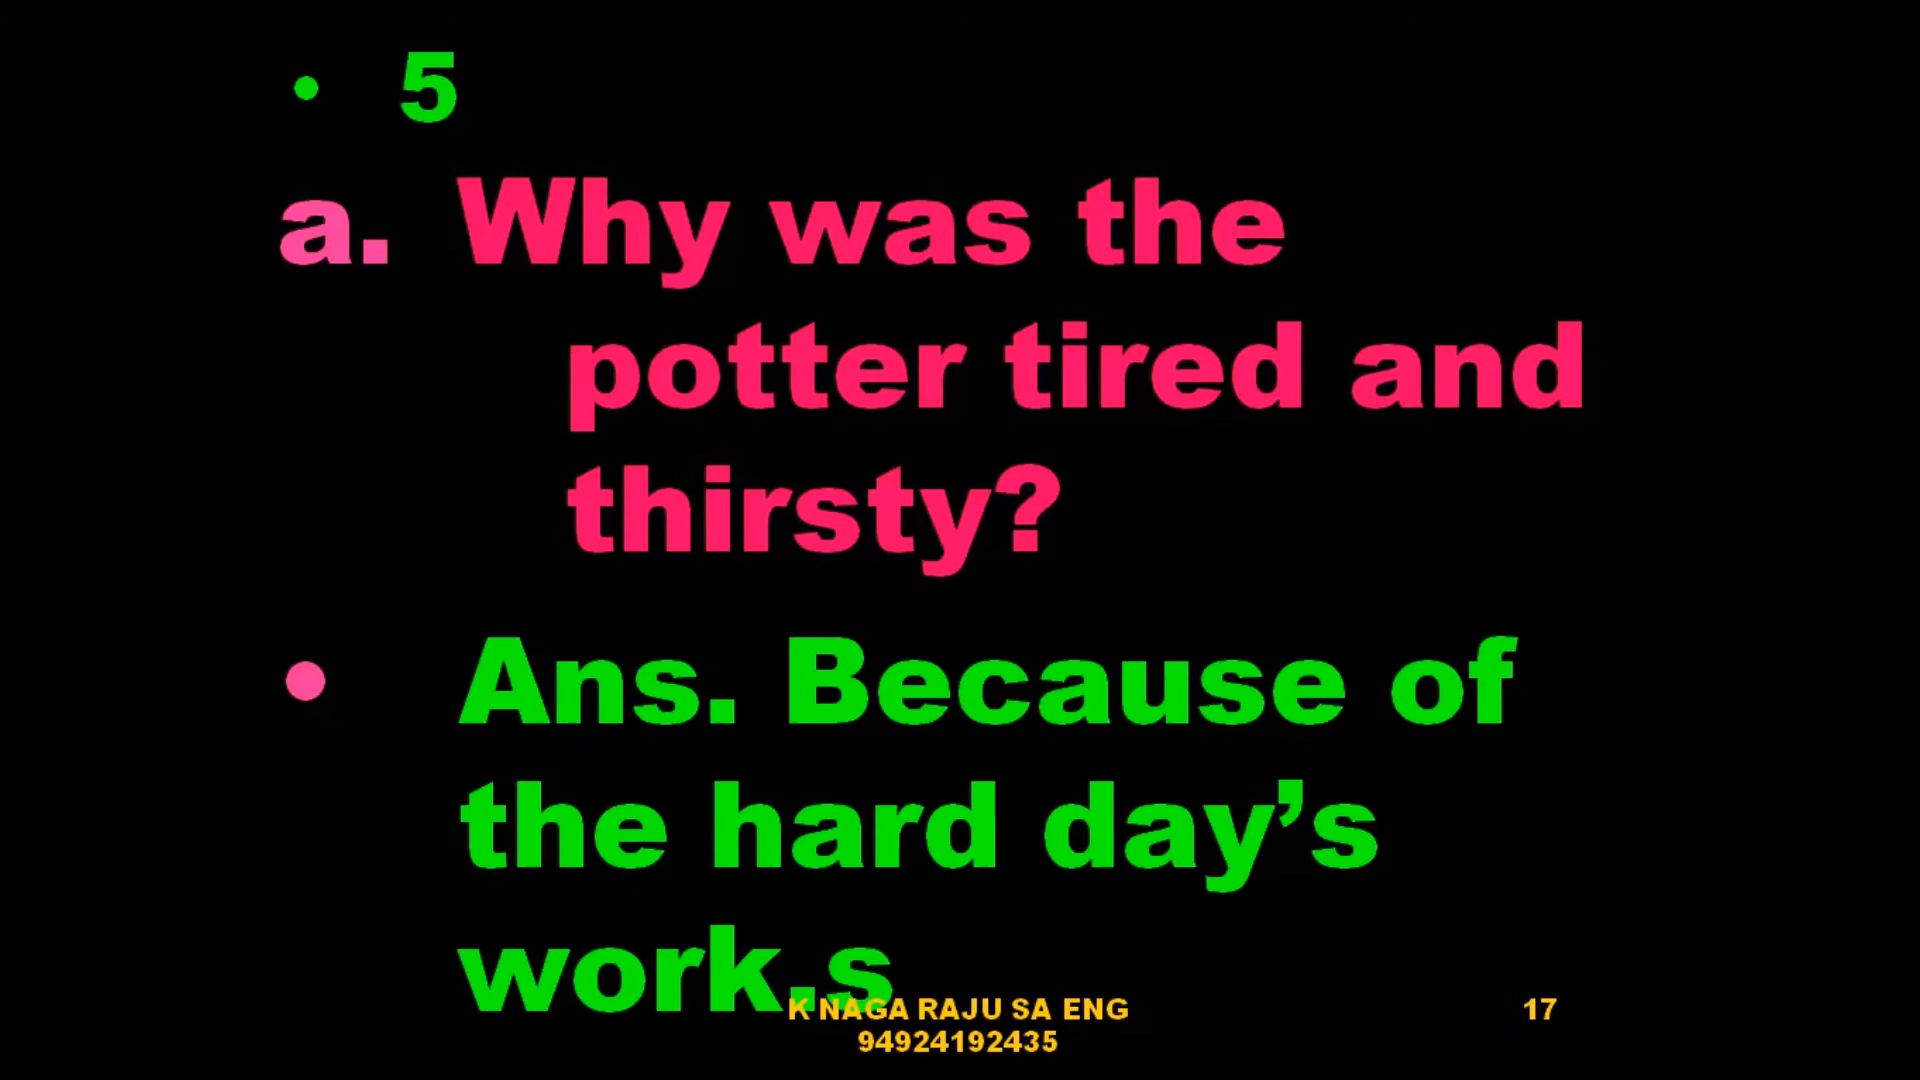 • 5
a. Why was the
potter tired and
thirsty?
• Ans. Because of
the hard day’s
work.s
K NAGA RAJU SA ENG
94924192435
17